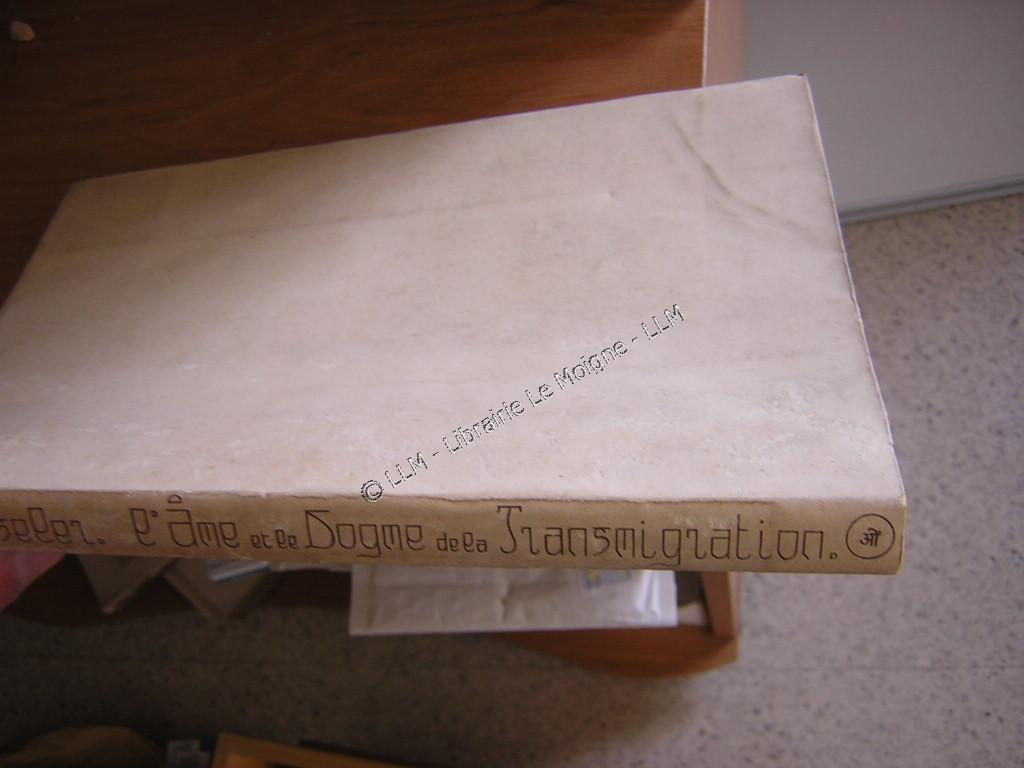 © LLM - Librairie Le Moigne - LLM
l'Âme et le Dogme de la Transmigration. ओं